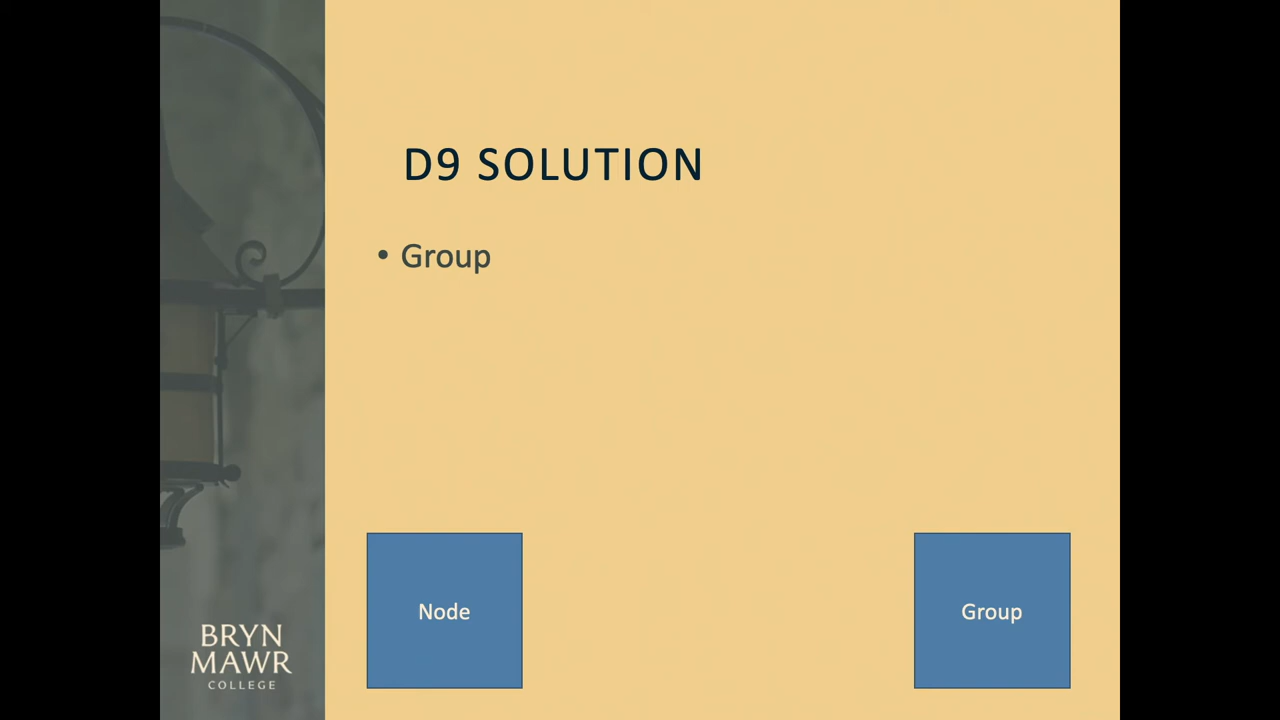 D9 SOLUTION
• Group
Node
Group
BRYN
MAWR
COLLEGE